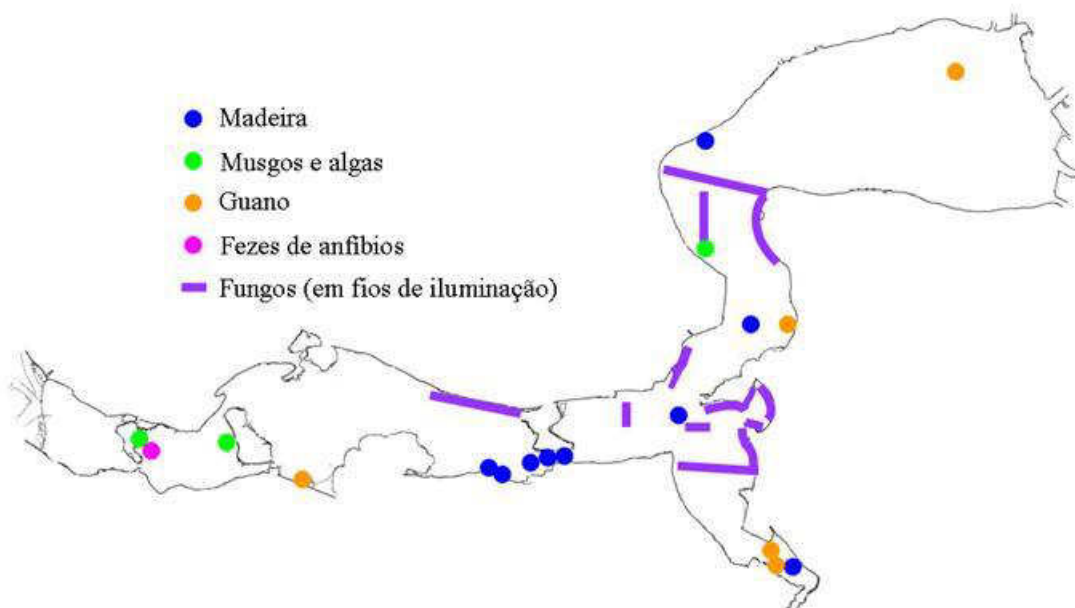 Madeira
Musgos e algas
Guano
Fezes de anfíbios
Fungos (em fios de iluminação)